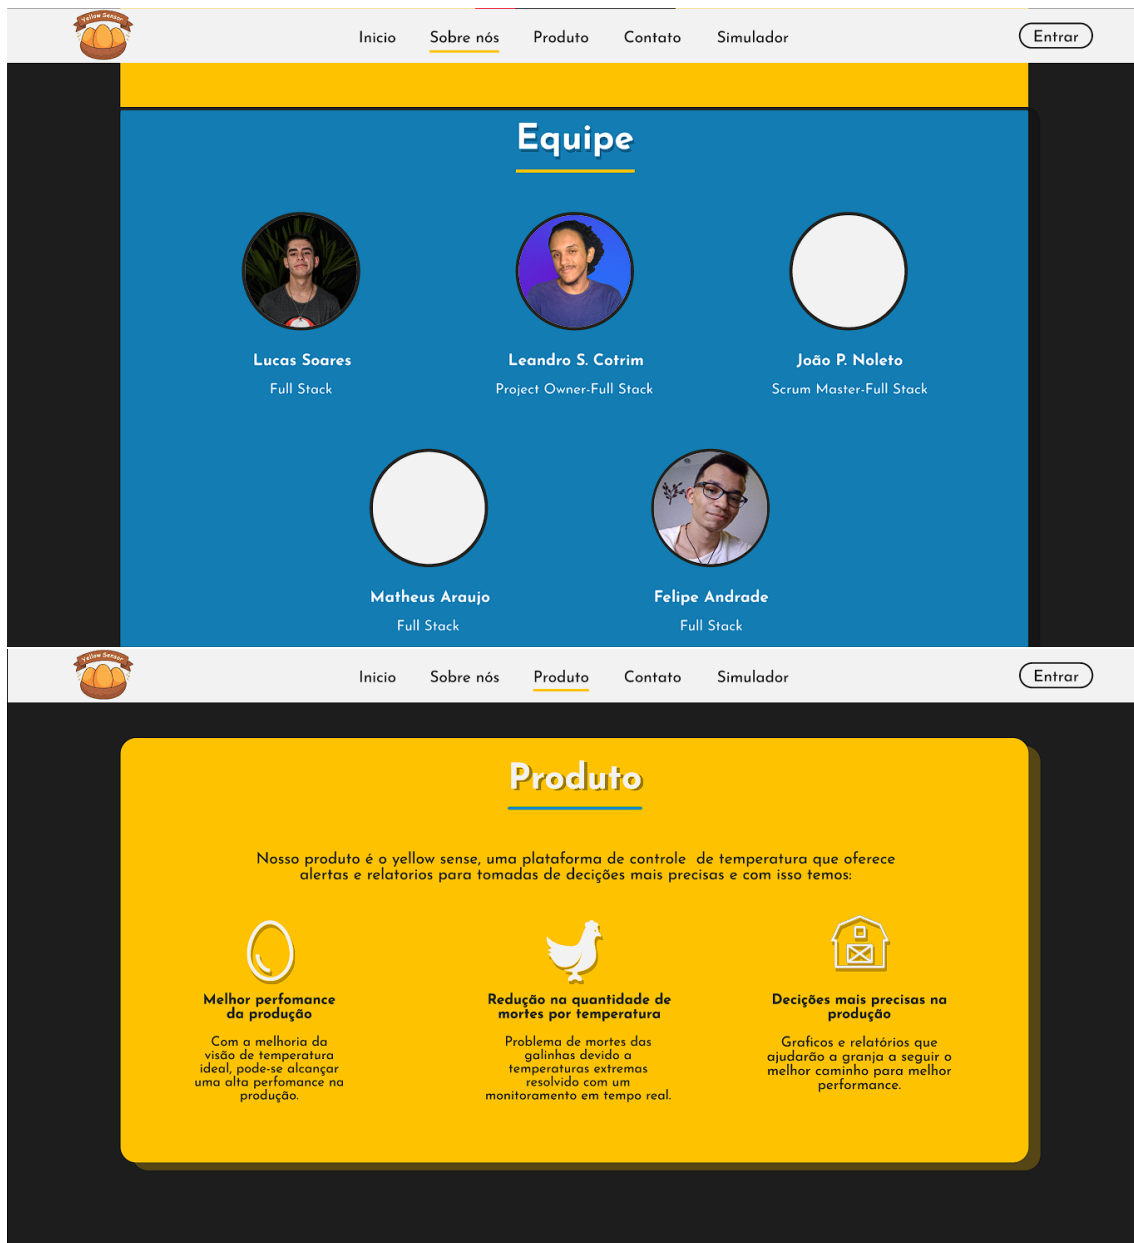 Yellow Sensor
Inicio Sobre nós Produto Contato Simulador Entrar
Equipe
Lucas Soares Leandro S. Cotrim João P. Noleto
Full Stack Project Owner-Full Stack Scrum Master-Full Stack
Matheus Araujo Felipe Andrade
Full Stack Full Stack
Yellow Sensor
Inicio Sobre nós Produto Contato Simulador Entrar
Produto
Nosso produto é o yellow sense, uma plataforma de controle de temperatura que oferece
alertas e relatorios para tomadas de decições mais precisas e com isso temos:
Melhor perfomance
da produção
Com a melhoria da
visão de temperatura
ideal, pode-se alcançar
uma alta perfomance na
produção.
Redução na quantidade de
mortes por temperatura
Problema de mortes das
galinhas devido a
temperaturas extremas
resolvido com um
monitoramento em tempo real.
Decições mais precisas na
produção
Graficos e relatórios que
ajudarão a granja a seguir o
melhor caminho para melhor
performance.